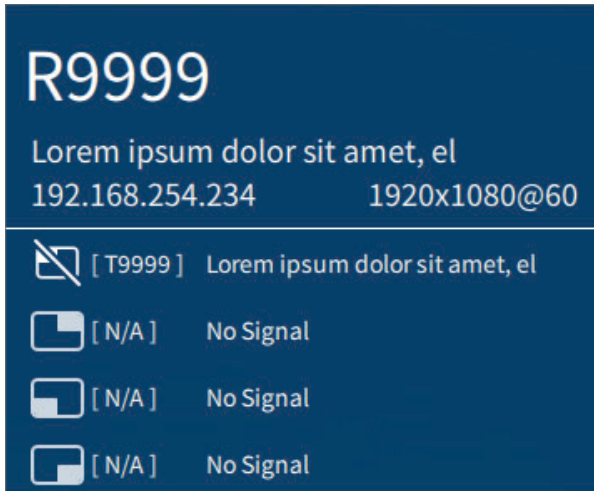 R9999
Lorem ipsum dolor sit amet, el
192.168.254.234 1920x1080@60
[ T9999 ] Lorem ipsum dolor sit amet, el
[ N/A ] No Signal
[ N/A ] No Signal
[ N/A ] No Signal